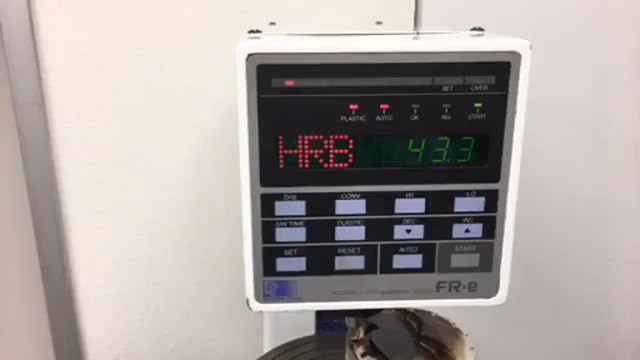 SET OVER
PLASTIC AUTO OK NG START
HRB 43.3
D/B CONV HI LO
DW TIME PLASTIC DEC INC
SET RESET AUTO START
FR-e